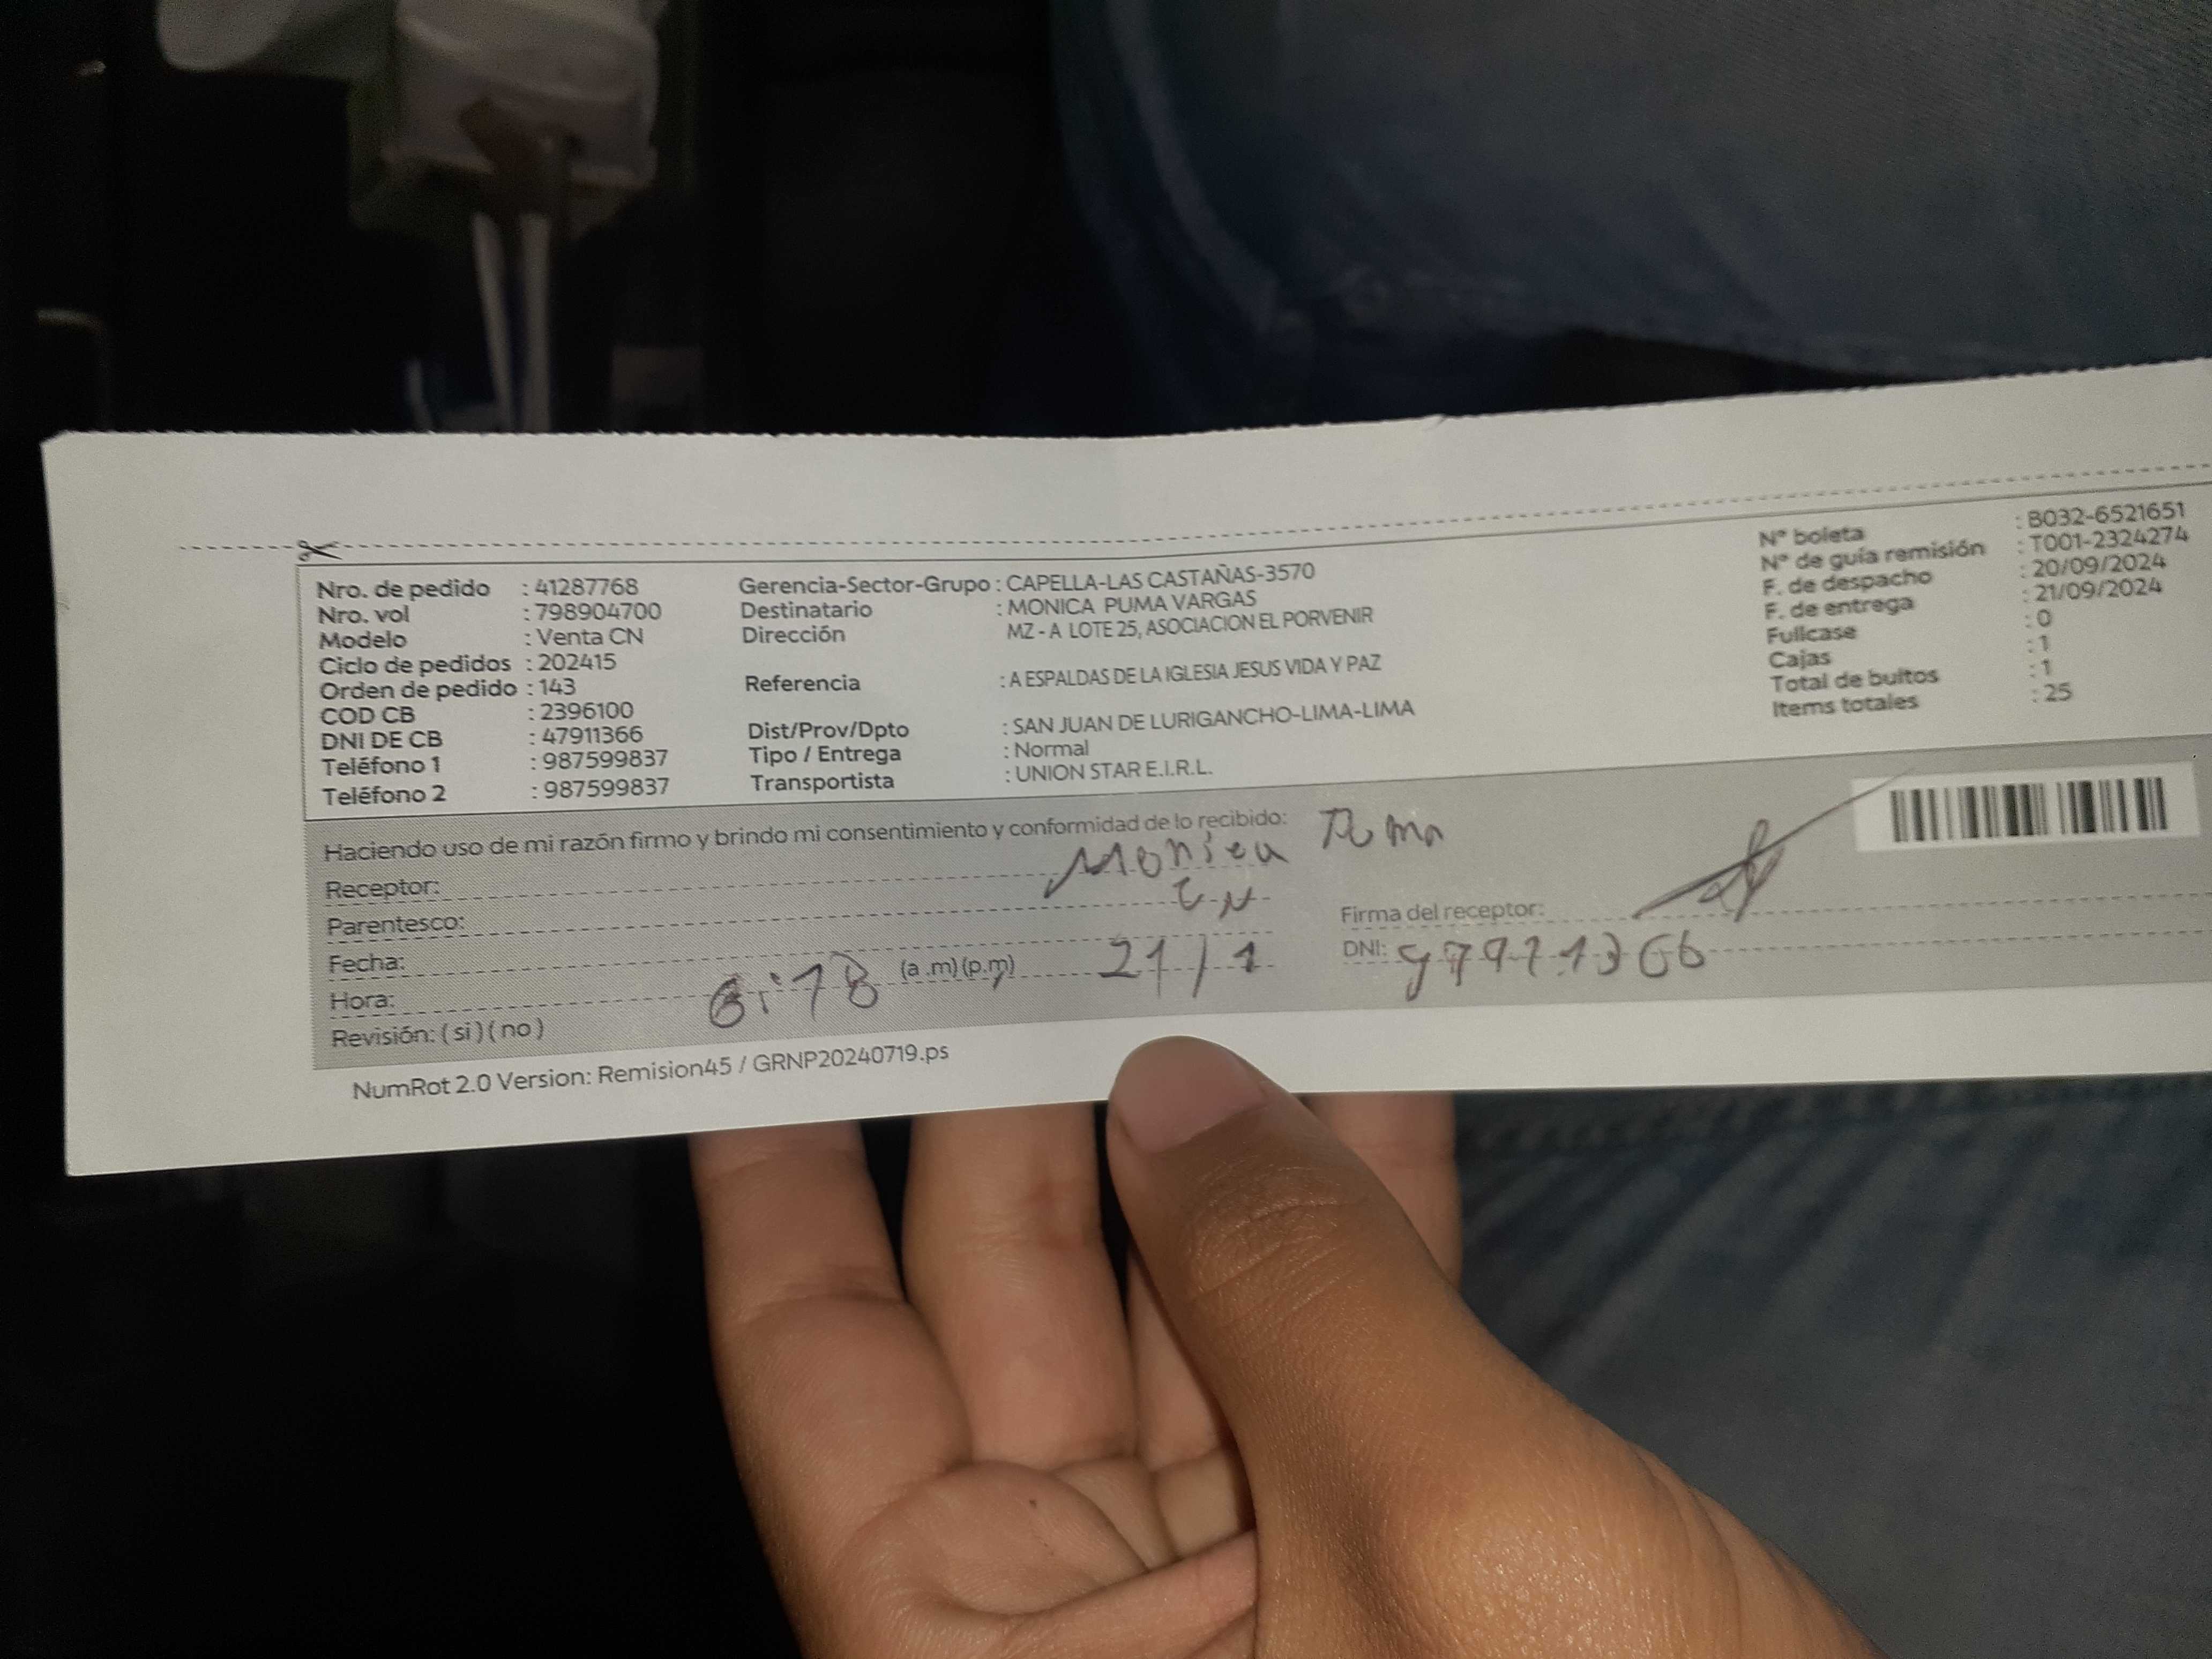 Nro. de pedido : 41287768
Nro. vol : 798904700
Modelo : Venta CN
Ciclo de pedidos : 202415
Orden de pedido : 143
COD CB : 2396100
DNI DE CB : 47911366
Teléfono 1 : 987599837
Teléfono 2 : 987599837
Gerencia-Sector-Grupo : CAPELLA-LAS CASTAÑAS-3570
Destinatario : MONICA PUMA VARGAS
Dirección MZ - A LOTE 25, ASOCIACION EL PORVENIR
Referencia : A ESPALDAS DE LA IGLESIA JESUS VIDA Y PAZ
Dist/Prov/Dpto : SAN JUAN DE LURIGANCHO-LIMA-LIMA
Tipo / Entrega : Normal
Transportista : UNION STAR E.I.R.L.
N° boleta : B032-6521651
N° de guía remisión : T001-2324274
F. de despacho : 20/09/2024
F. de entrega : 21/09/2024
Fullcase : 0
Cajas : 1
Total de bultos : 1
Items totales : 25
Haciendo uso de mi razón firmo y brindo mi consentimiento y conformidad de lo recibido:
Receptor: Monica Puma
Parentesco:
Fecha: 21/
Hora: 6:18 (a .m) (p.m)
Revisión: ( si ) ( no )
Firma del receptor:
DNI: 47911366
NumRot 2.0 Version: Remision45 / GRNP20240719.ps